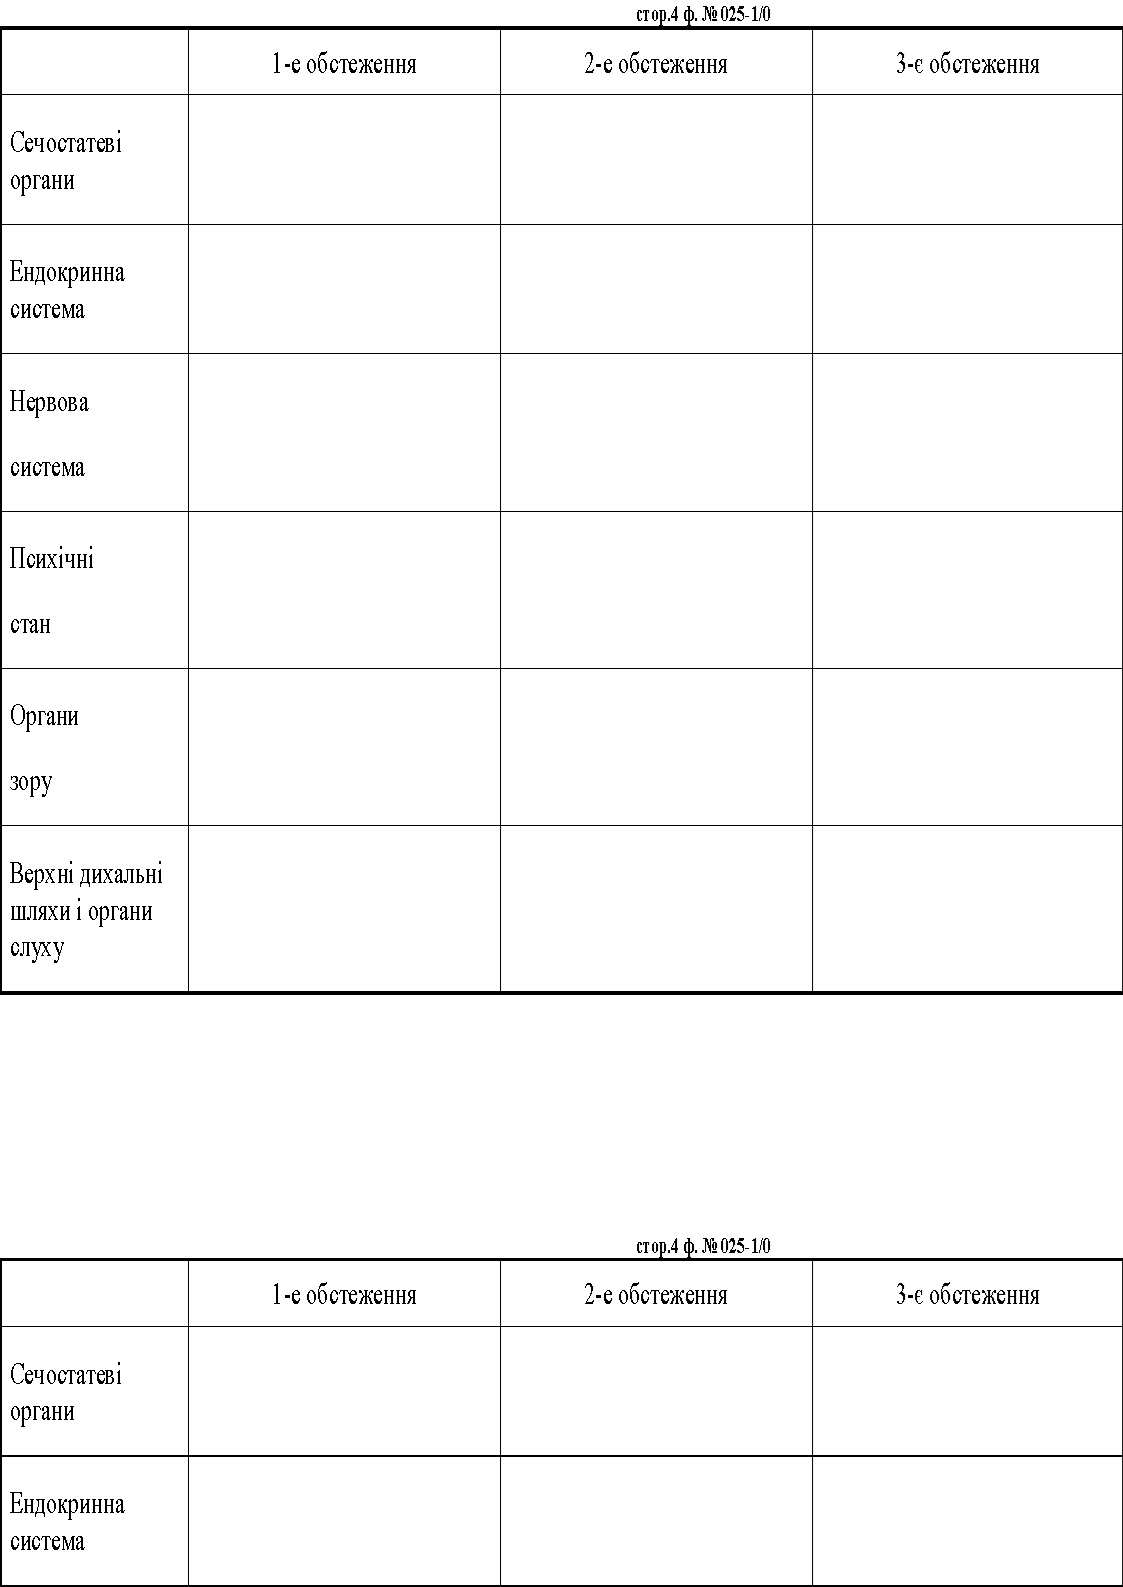 стор.4 ф. № 025-1/0
1-е обстеження 2-е обстеження 3-є обстеження
Сечостатеві
органи
Ендокринна
система
Нервова
система
Психічні
стан
Органи
зору
Верхні дихальні
шляхи і органи
слуху
стор.4 ф. № 025-1/0
1-е обстеження 2-е обстеження 3-є обстеження
Сечостатеві
органи
Ендокринна
система